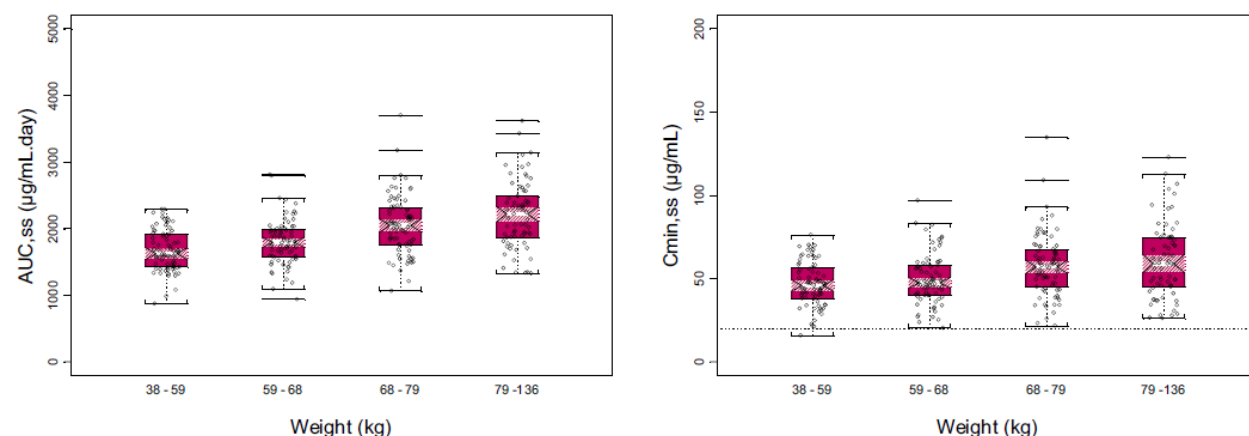 AUC,ss (µg/mL.day)
5000
4000
3000
2000
1000
0
38 - 59
59 - 68
68 - 79
79 -136
Weight (kg)
Cmin,ss (µg/mL)
200
150
100
50
0
38 - 59
59 - 68
68 - 79
79 -136
Weight (kg)